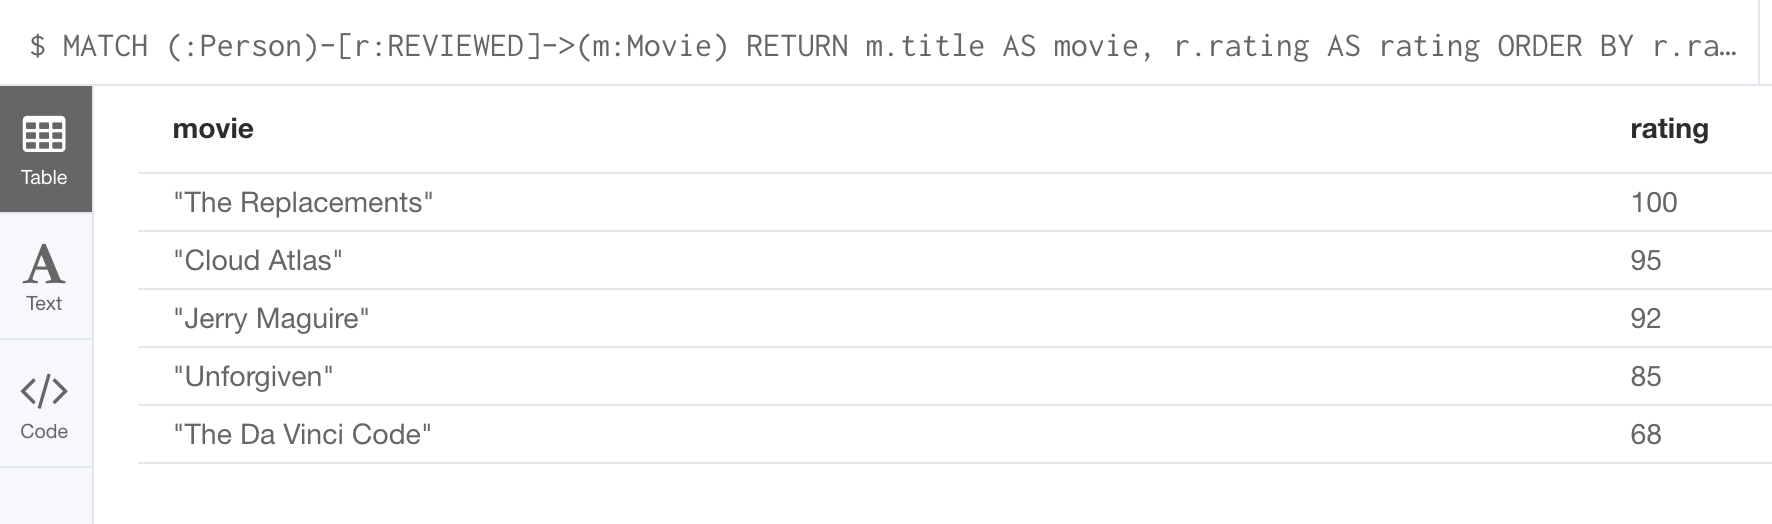 $ MATCH (:Person)-[r:REVIEWED]->(m:Movie) RETURN m.title AS movie, r.rating AS rating ORDER BY r.ra…
Table
Text
Code
movie rating
"The Replacements" 100
"Cloud Atlas" 95
"Jerry Maguire" 92
"Unforgiven" 85
"The Da Vinci Code" 68